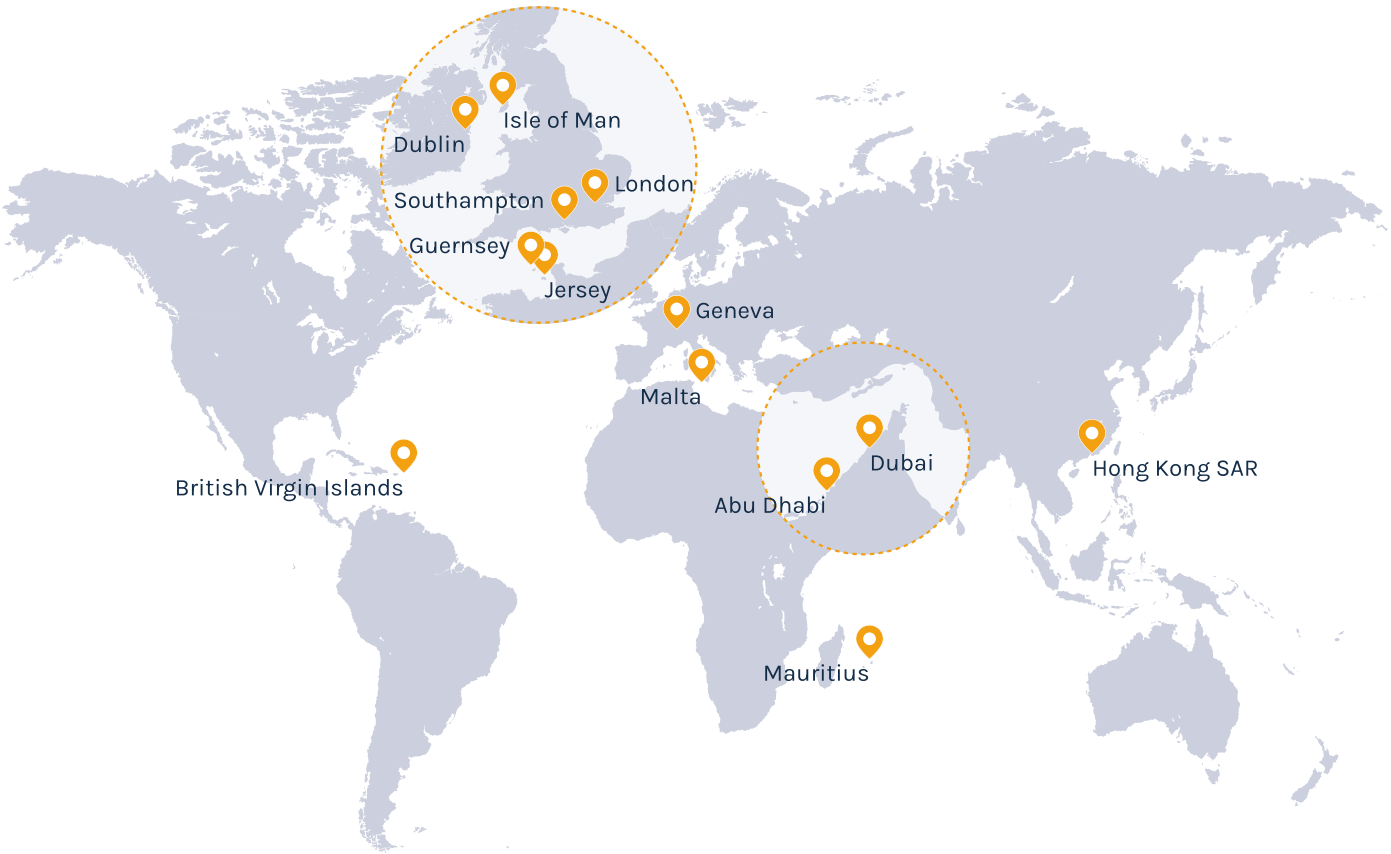 Isle of Man
Dublin
London
Southampton
Guernsey
Jersey
Geneva
Malta
Dubai
Hong Kong SAR
British Virgin Islands
Abu Dhabi
Mauritius